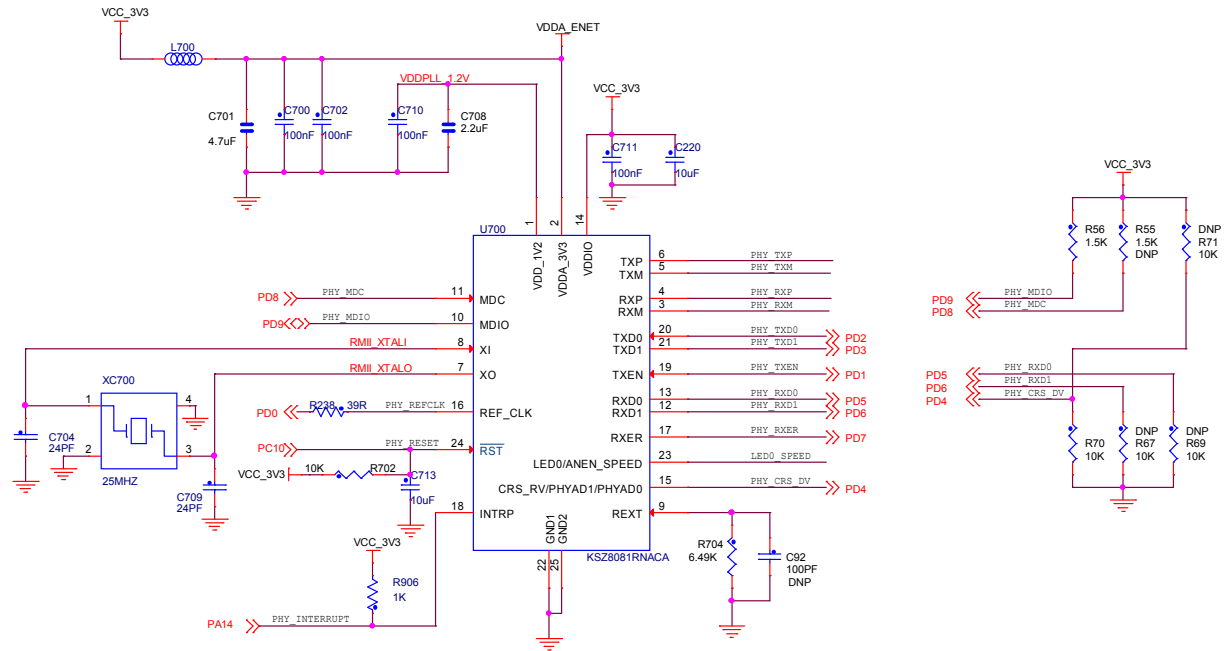 VCC_3V3
VDDA_ENET
L700
VDDPLL_1.2V
VCC_3V3
C701
4.7uF
C700
100nF
C702
100nF
C710
100nF
C708
2.2uF
C711
100nF
C220
10uF
VCC_3V3
R56
1.5K
R55
1.5K
DNP
DNP
R71
10K
PD9
PHY_MDIO
PD8
PHY_MDC
PD5
PHY_RXD0
PD6
PHY_RXD1
PD4
PHY_CRS_DV
R70
10K
DNP
R67
10K
DNP
R69
10K
U700
1
2
14
VDD_1V2
VDDA_3V3
VDDIO
PD8
PHY_MDC
11
MDC
PD9
PHY_MDIO
10
MDIO
RMII_XTALI
8
XI
RMII_XTALO
7
XO
XC700
1
4
2
3
25MHZ
C704
24PF
C709
24PF
PD0
R238
39R
PHY_REFCLK
16
REF_CLK
PC10
PHY_RESET
24
RST
VCC_3V3
10K
R702
C713
10uF
18
INTRP
VCC_3V3
R906
1K
PA14
PHY_INTERRUPT
TXP
6
PHY_TXP
TXM
5
PHY_TXM
RXP
4
PHY_RXP
RXM
3
PHY_RXM
TXD0
20
PHY_TXD0
PD2
TXD1
21
PHY_TXD1
PD3
TXEN
19
PHY_TXEN
PD1
RXD0
13
PHY_RXD0
PD5
RXD1
12
PHY_RXD1
PD6
RXER
17
PHY_RXER
PD7
LED0/ANEN_SPEED
23
LED0_SPEED
CRS_RV/PHYAD1/PHYAD0
15
PHY_CRS_DV
PD4
REXT
9
GND1
GND2
22
25
KSZ8081RNACA
R704
6.49K
C92
100PF
DNP